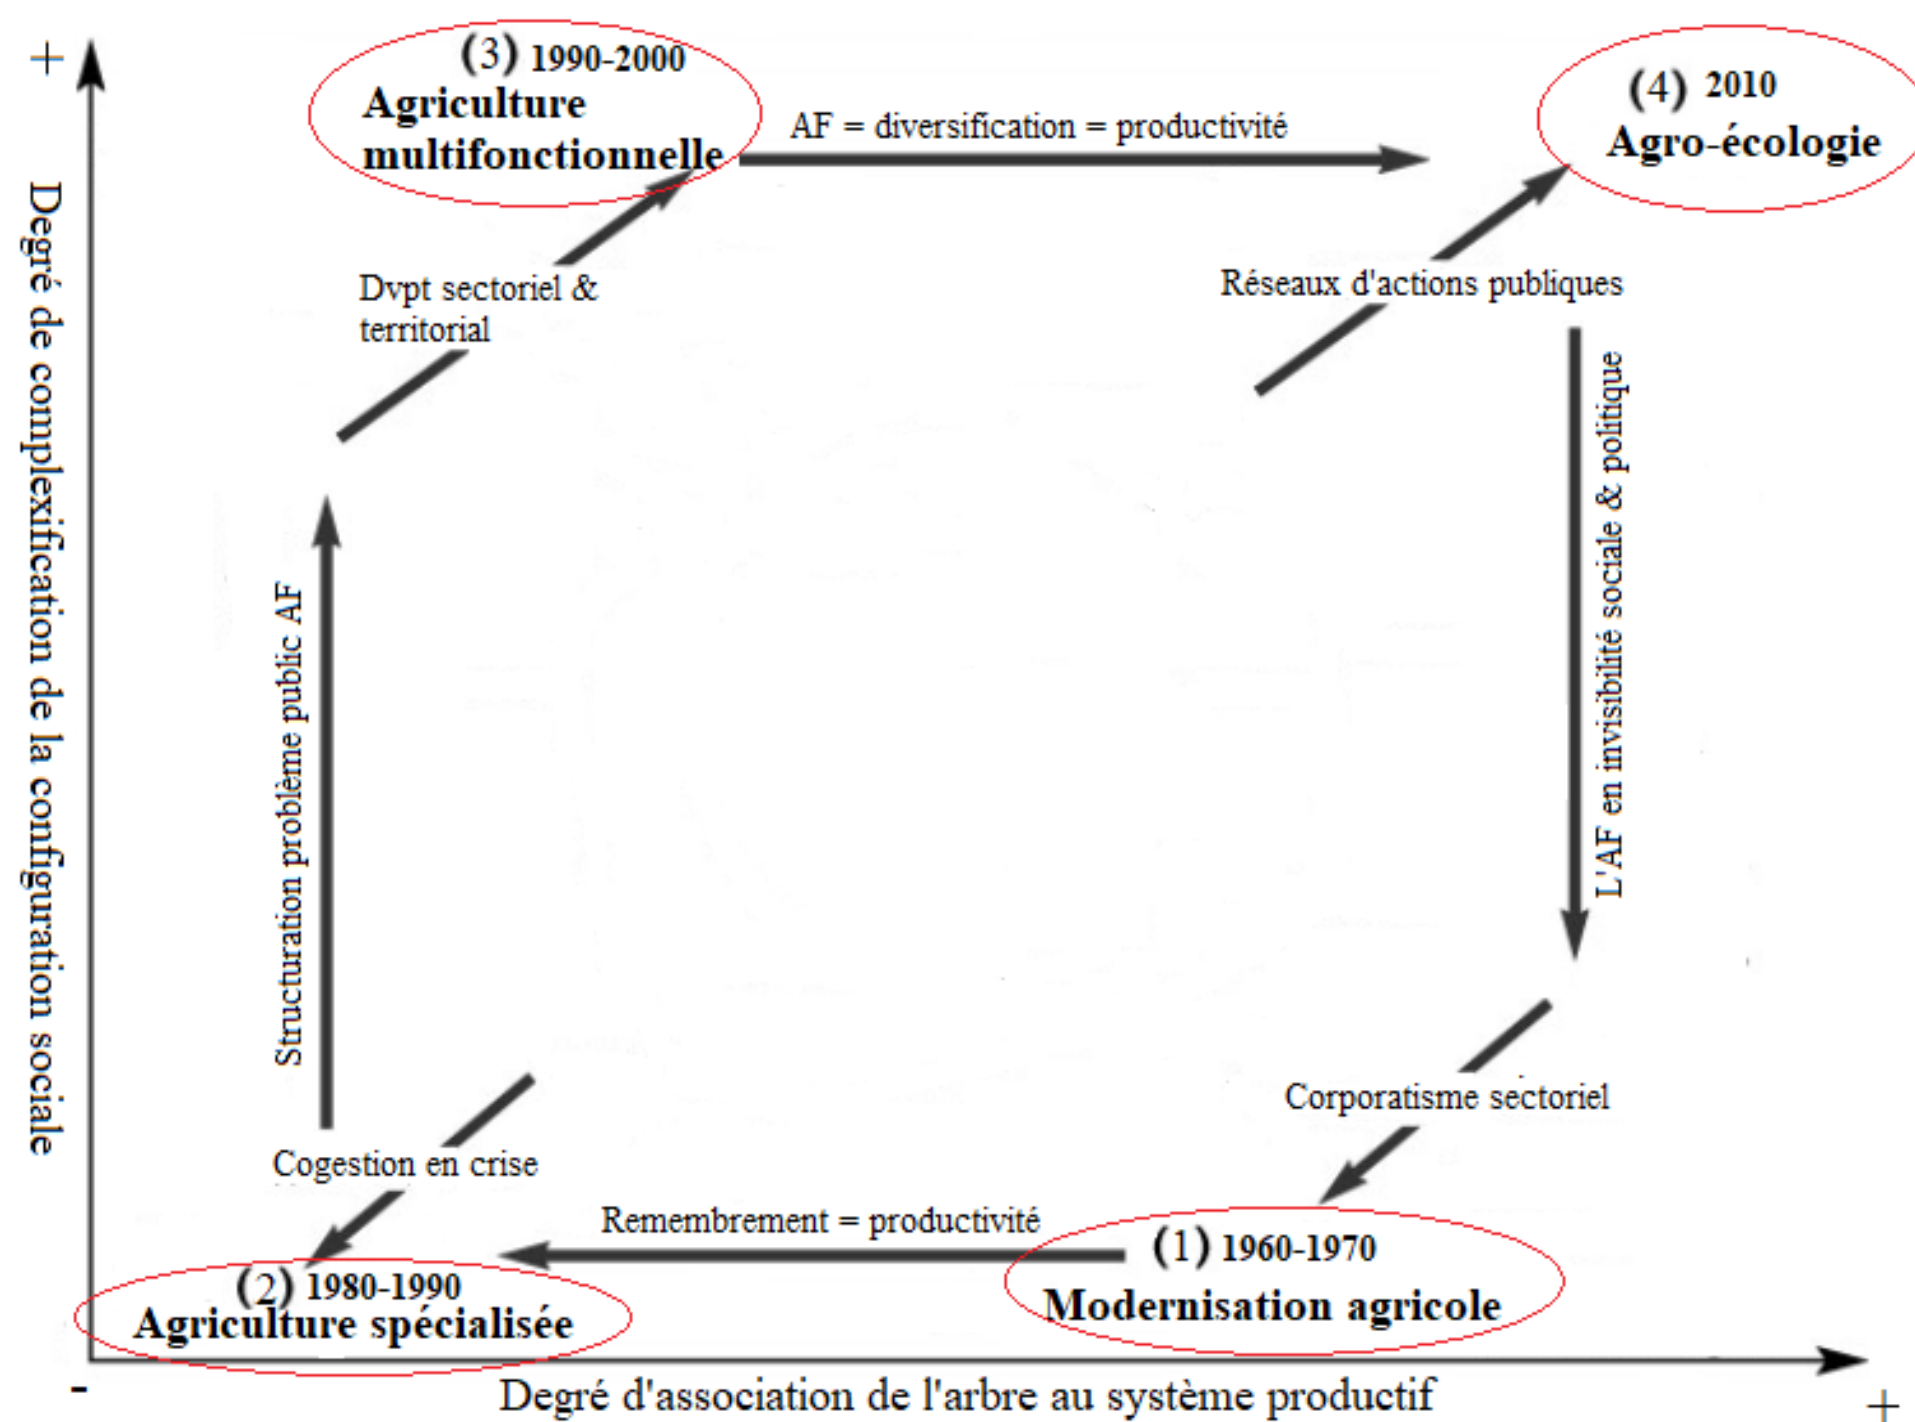 +
(3) 1990-2000
Agriculture
multifonctionnelle
AF = diversification = productivité
(4) 2010
Agro-écologie
Degré de complexification de la configuration sociale
Dvpt sectoriel &
territorial
Réseaux d'actions publiques
L'AF en invisibilité sociale & politique
Structuration problème public AF
Corporatisme sectoriel
Cogestion en crise
Remembrement = productivité
(1) 1960-1970
Modernisation agricole
(2) 1980-1990
Agriculture spécialisée
-
Degré d'association de l'arbre au système productif
+